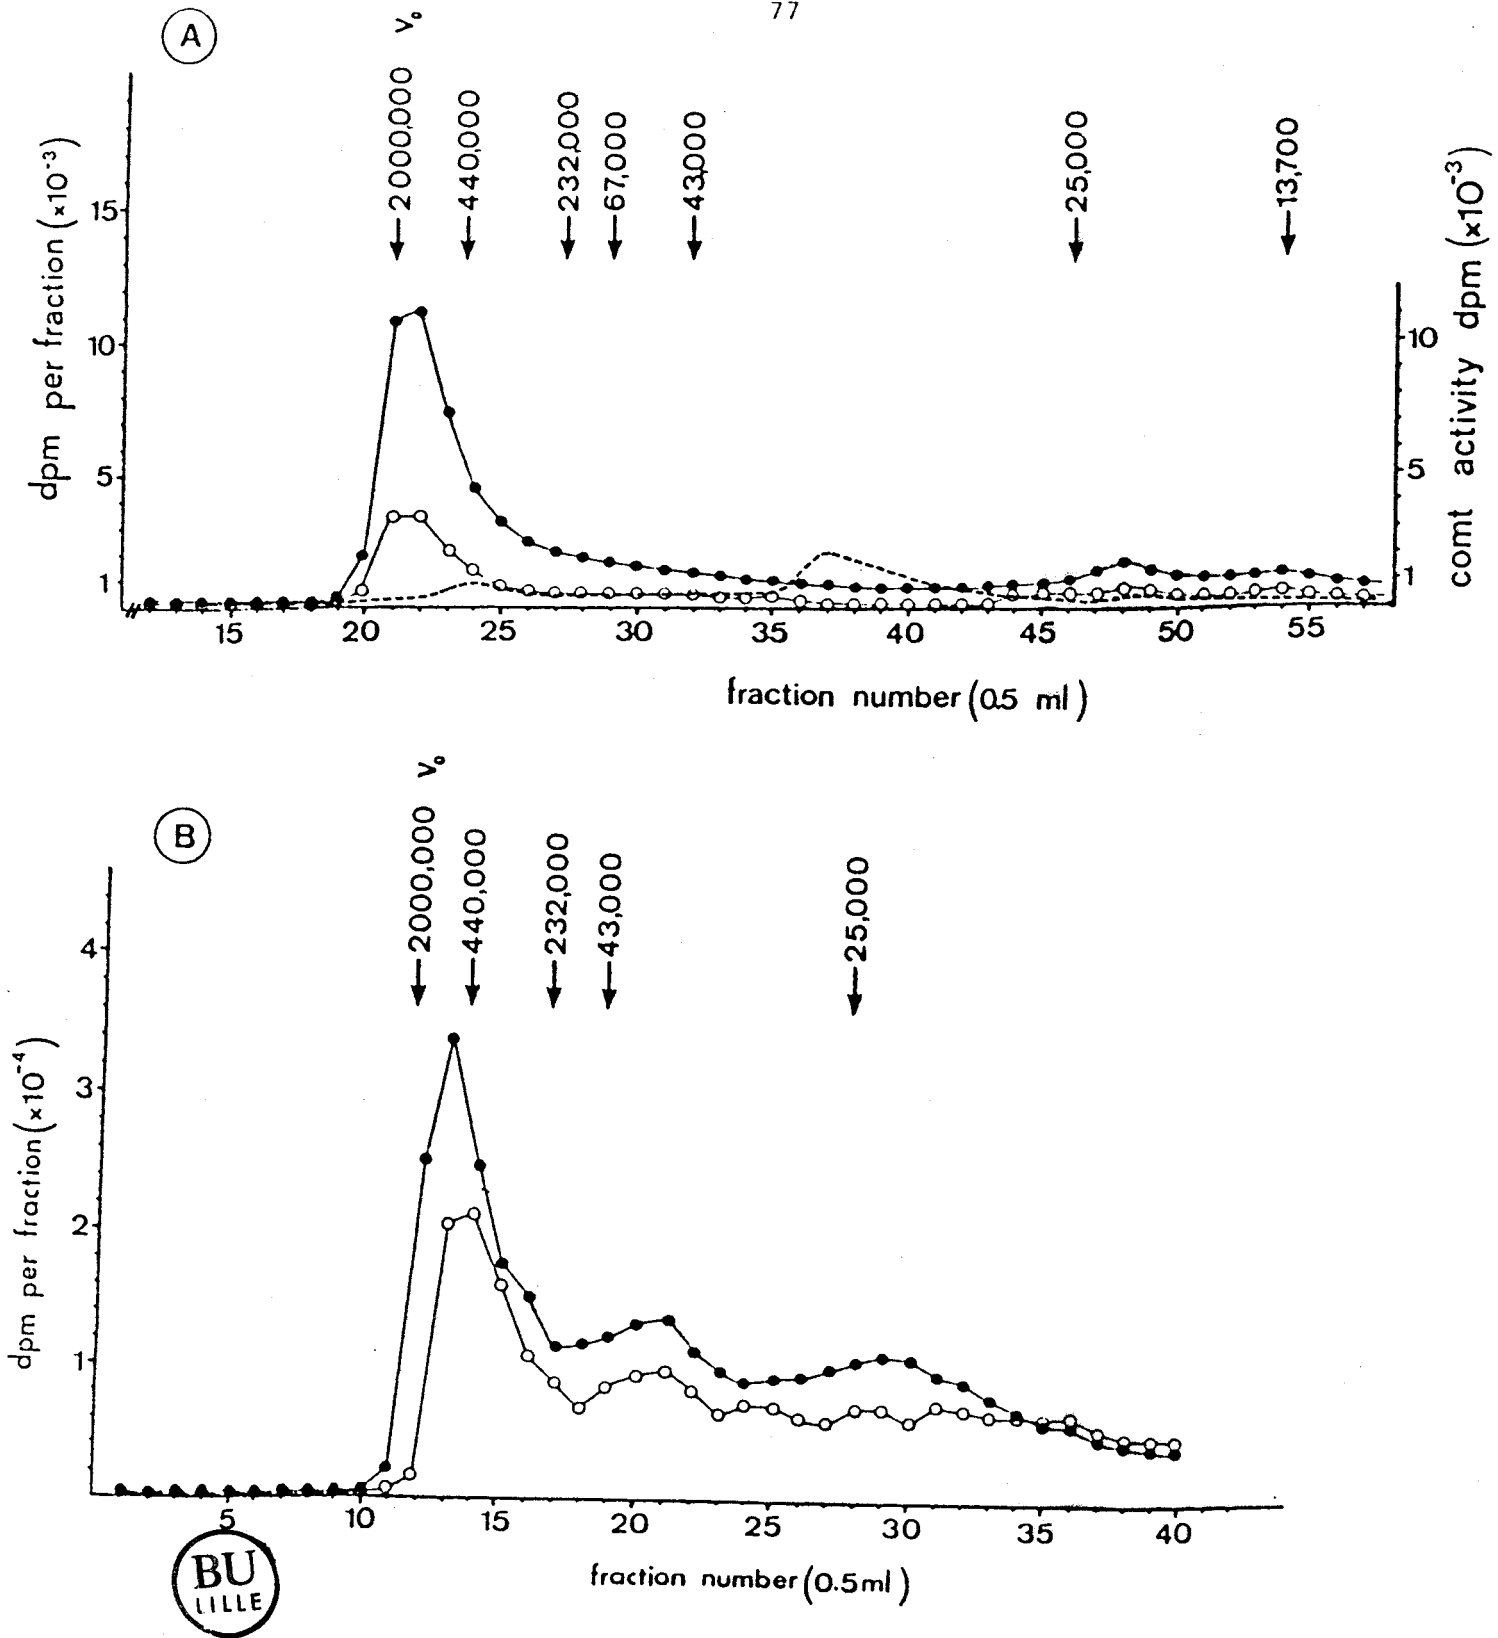 77
A
V₀
2000,000
440,000
232,000
67,000
43,000
25,000
13,700
dpm per fraction (×10⁻³)
15
10
5
1
comt activity dpm (×10⁻³)
10
5
1
15 20 25 30 35 40 45 50 55
fraction number (0.5 ml)
B
V₀
2000,000
440,000
232,000
43,000
25,000
dpm per fraction (×10⁻⁴)
4
3
2
1
5 10 15 20 25 30 35 40
fraction number (0.5ml)
BU
LILLE